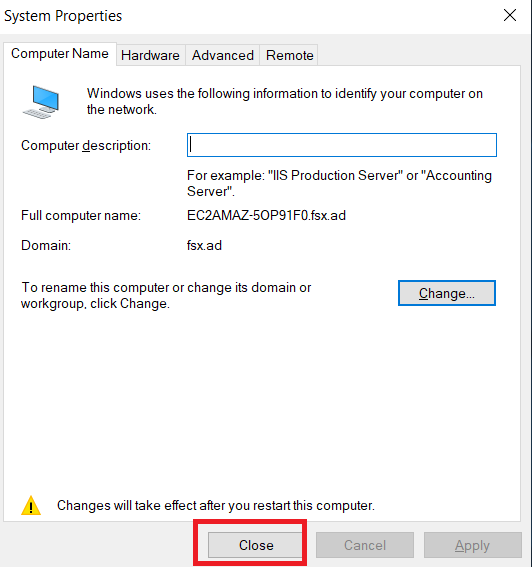 System Properties
Computer Name Hardware Advanced Remote
Windows uses the following information to identify your computer on
the network.
Computer description:
For example: "IIS Production Server" or "Accounting
Server".
Full computer name: EC2AMAZ-5OP91F0.fsx.ad
Domain: fsx.ad
To rename this computer or change its domain or
workgroup, click Change.
Change...
Changes will take effect after you restart this computer.
Close Cancel Apply